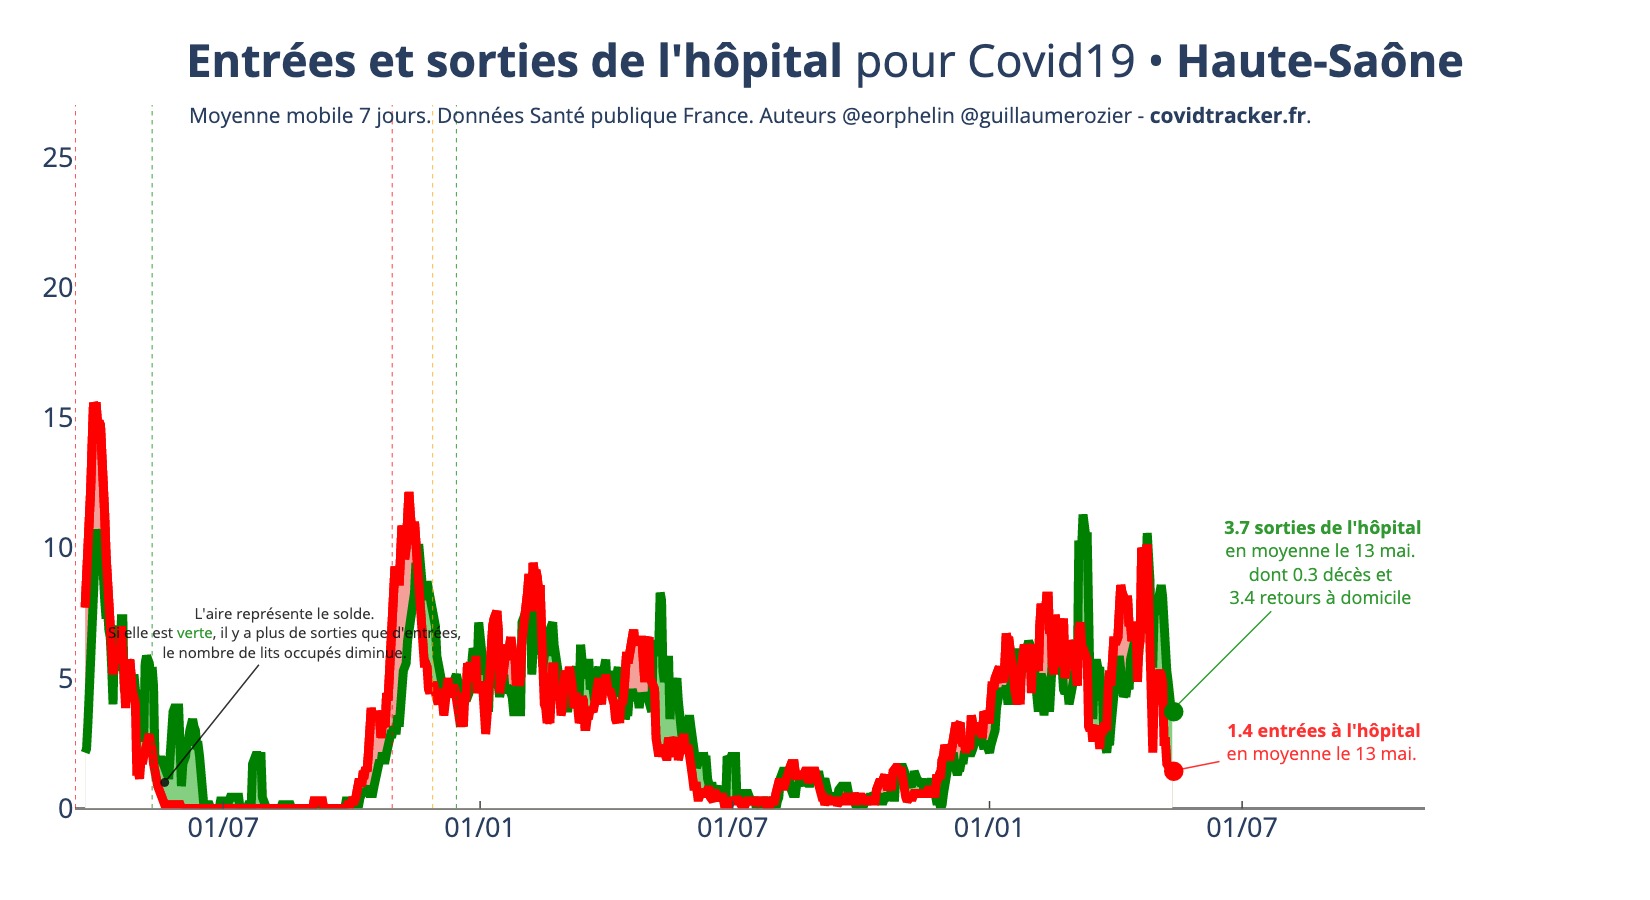 Entrées et sorties de l'hôpital pour Covid19 • Haute-Saône
Moyenne mobile 7 jours. Données Santé publique France. Auteurs @eorphelin @guillaumerozier - covidtracker.fr.
25
20
15
10
5
0
L'aire représente le solde.
Si elle est verte, il y a plus de sorties que d'entrées,
le nombre de lits occupés diminue.
3.7 sorties de l'hôpital
en moyenne le 13 mai.
dont 0.3 décès et
3.4 retours à domicile
1.4 entrées à l'hôpital
en moyenne le 13 mai.
01/07
01/01
01/07
01/01
01/07